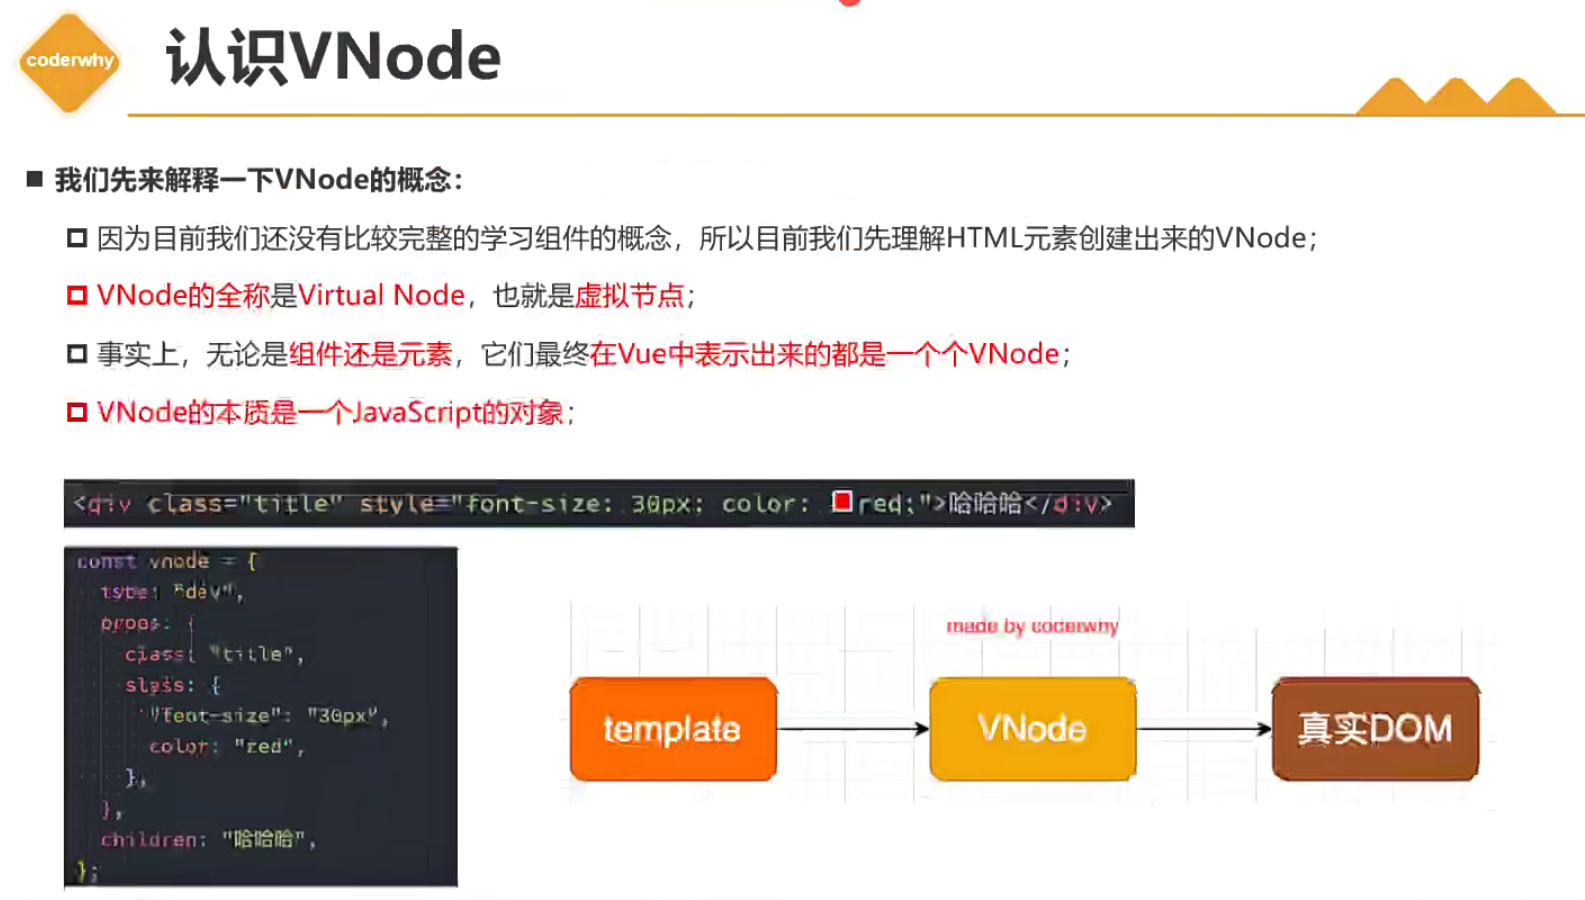 coderwhy
认识VNode
我们先来解释一下VNode的概念：
因为目前我们还没有比较完整的学习组件的概念，所以目前我们先理解HTML元素创建出来的VNode；
VNode的全称是Virtual Node，也就是虚拟节点；
事实上，无论是组件还是元素，它们最终在Vue中表示出来的都是一个个VNode；
VNode的本质是一个JavaScript的对象；
<div class="title" style="font-size: 30px; color: red;">哈哈哈</div>
const vnode = {
type: 
props: {
class: "title",
{
"font-size": "30px",
color: "red",
},
},
children: "哈哈哈",
};
made by coderwhy
template
VNode
真实DOM